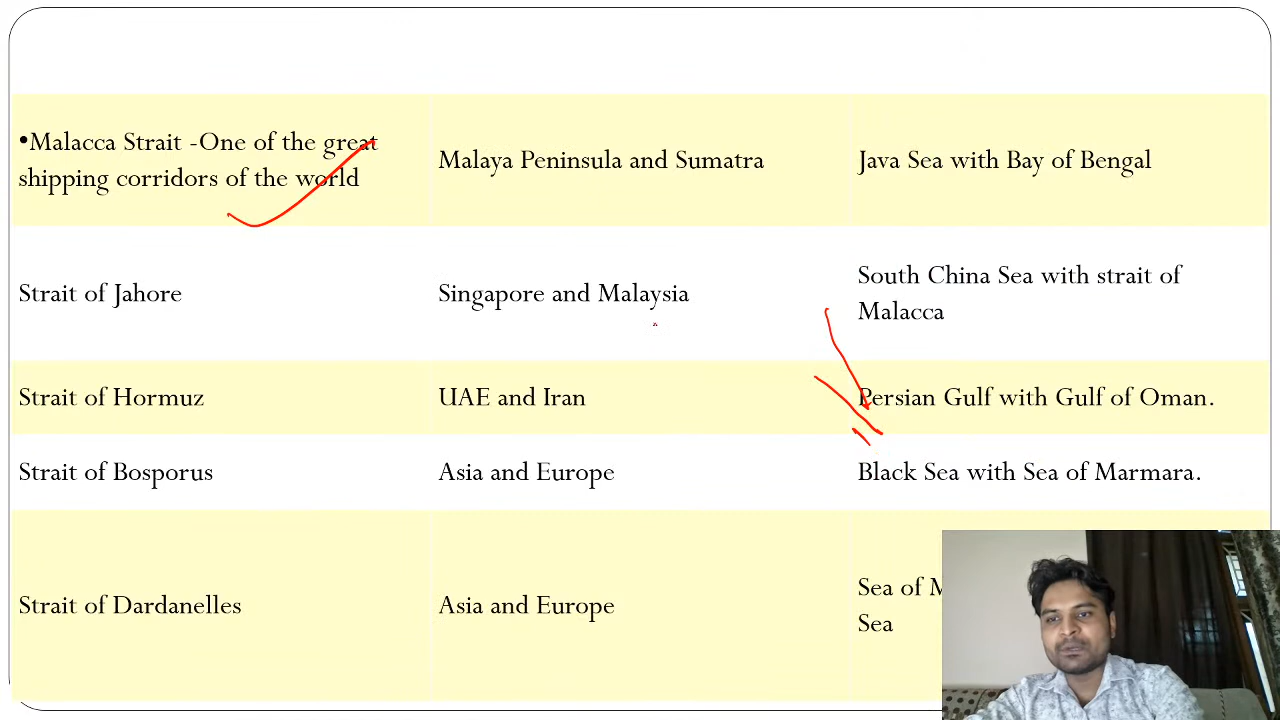 •Malacca Strait -One of the great
shipping corridors of the world
Malaya Peninsula and Sumatra
Java Sea with Bay of Bengal
Strait of Jahore
Singapore and Malaysia
South China Sea with strait of
Malacca
Strait of Hormuz
UAE and Iran
Persian Gulf with Gulf of Oman.
Strait of Bosporus
Asia and Europe
Black Sea with Sea of Marmara.
Strait of Dardanelles
Asia and Europe
Sea of
Sea